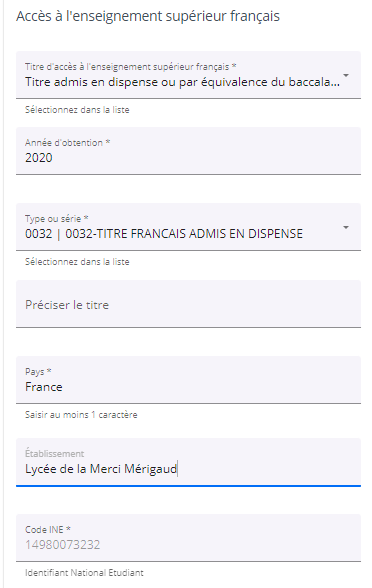 Accès à l'enseignement supérieur français
Titre d'accès à l'enseignement supérieur français *
Titre admis en dispense ou par équivalence du baccala...
Sélectionnez dans la liste
Année d'obtention *
2020
Type ou série *
0032 | 0032-TITRE FRANCAIS ADMIS EN DISPENSE
Sélectionnez dans la liste
Préciser le titre
Pays *
France
Saisir au moins 1 caractère
Établissement
Lycée de la Merci Mérigaud
Code INE *
14980073232
Identifiant National Etudiant